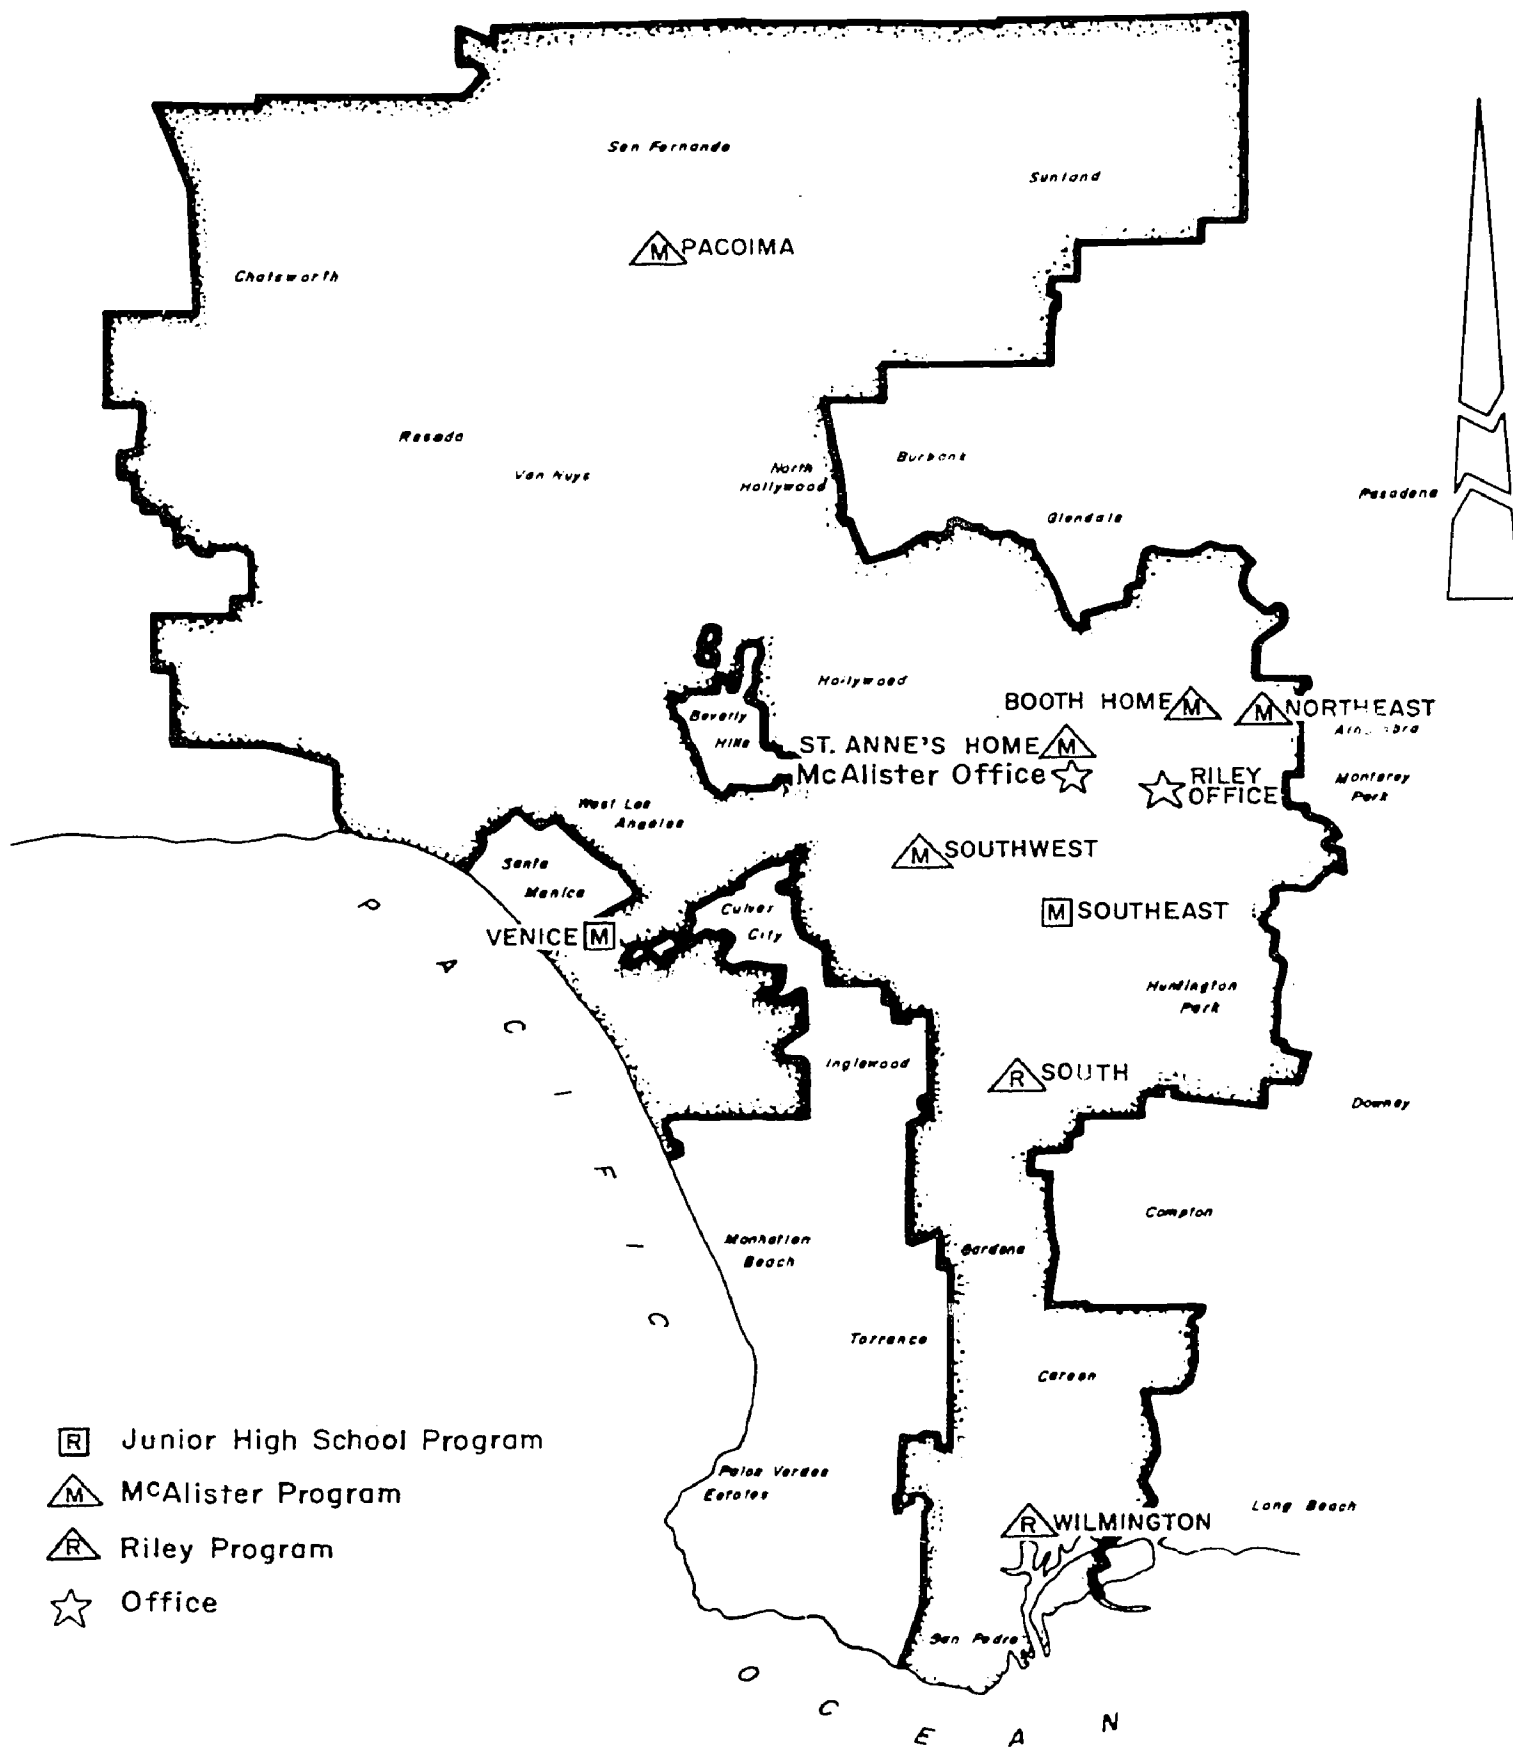 San Fernando
Sunland
M PACOIMA
Chatsworth
Reseda
Van Nuys
North
Hollywood
Burbank
Glendale
Pasadena
Hollywood
BOOTH HOME M
M NORTHEAST
Beverly
Hills
ST. ANNE'S HOME M
McAlister Office
RILEY
OFFICE
Monterey
Park
West Los
Angeles
M SOUTHWEST
Santa
Monica
Culver
City
M SOUTHEAST
VENICE M
Huntington
Park
Inglewood
R SOUTH
Downey
Compton
Manhattan
Beach
Gardena
Torrance
Carson
Palos Verdes
Estates
Long Beach
R WILMINGTON
San Pedro
PACIFIC
OCEAN
R Junior High School Program
M McAlister Program
R Riley Program
Office